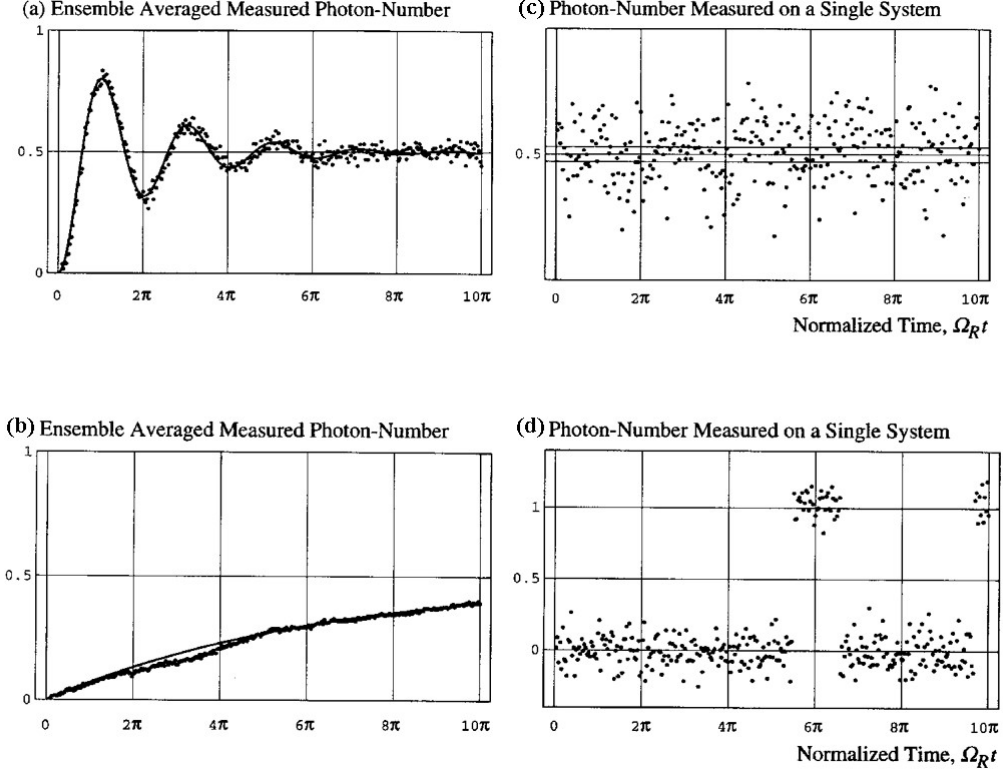 (a) Ensemble Averaged Measured Photon-Number
1
0.5
0
0 2π 4π 6π 8π 10π
(c) Photon-Number Measured on a Single System
0.5
0 2π 4π 6π 8π 10π
Normalized Time, Ω_R t
(b) Ensemble Averaged Measured Photon-Number
1
0.5
0
0 2π 4π 6π 8π 10π
(d) Photon-Number Measured on a Single System
1
0.5
0
0 2π 4π 6π 8π 10π
Normalized Time, Ω_R t